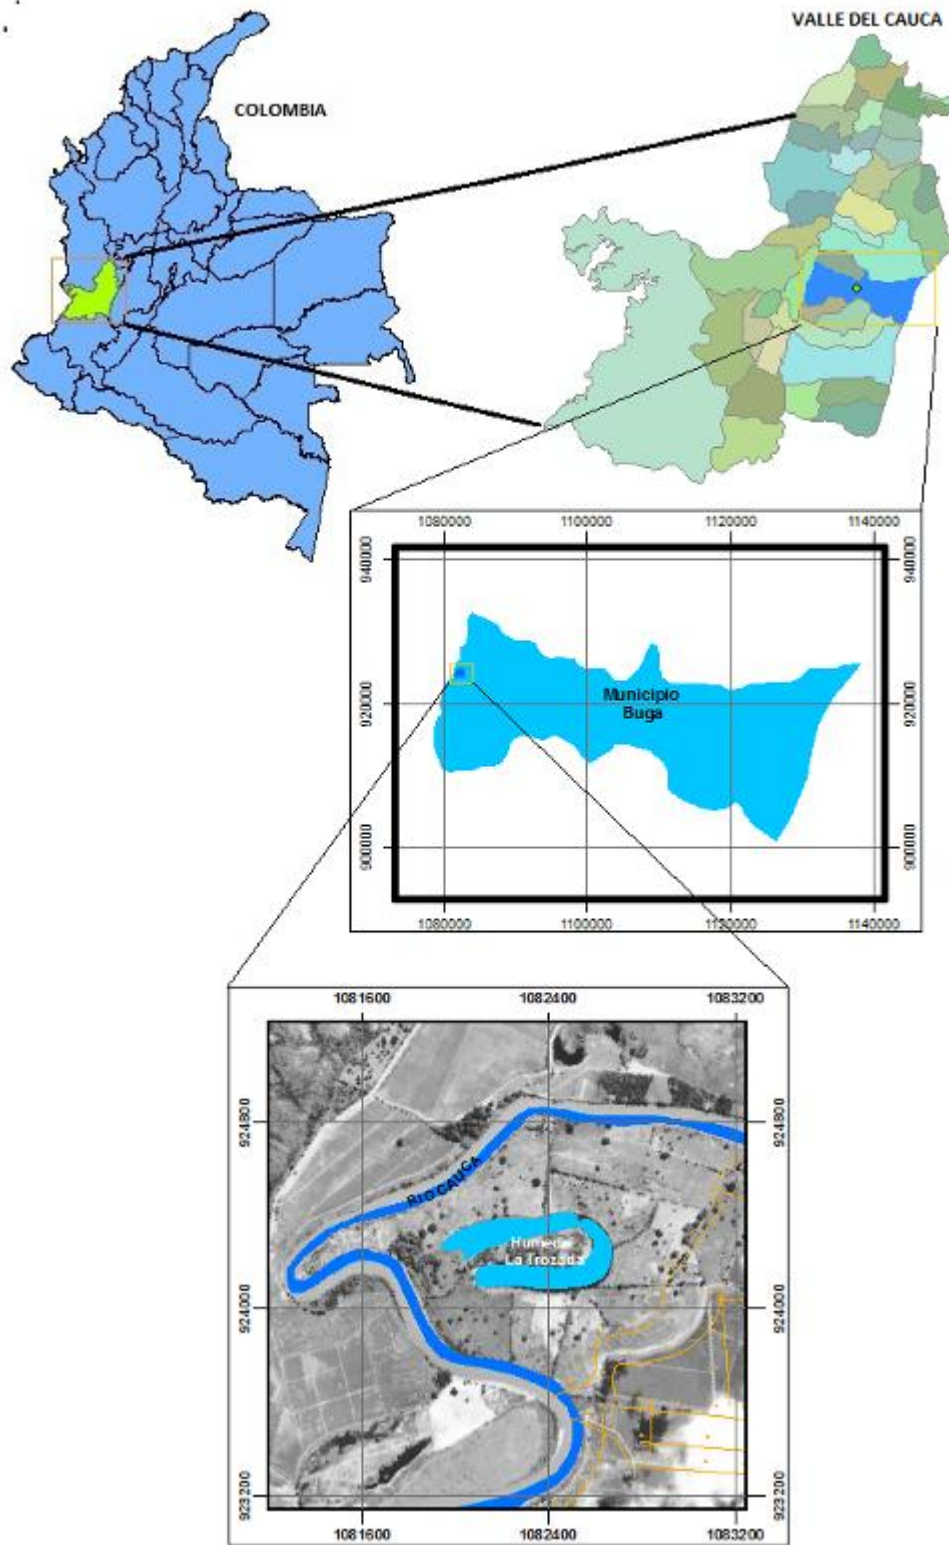 VALLE DEL CAUCA
COLOMBIA
1080000 1100000 1120000 1140000
940000 940000
Municipio
Buga
920000 920000
900000 900000
1080000 1100000 1120000 1140000
1081600 1082400 1083200
924800 924800
RIO CAUCA
Humedal
La Trozada
924000 924000
923200 923200
1081600 1082400 1083200